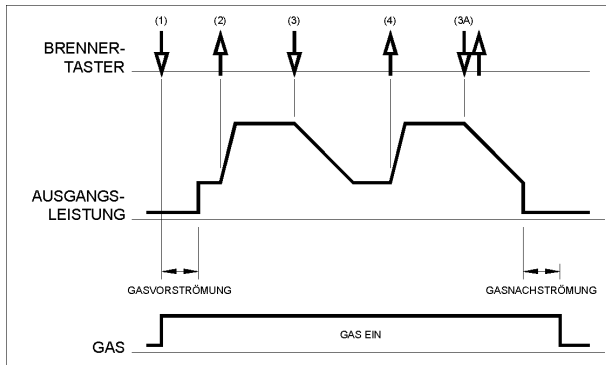 (1) (2) (3) (4) (3A)
BRENNER-
TASTER
AUSGANGS-
LEISTUNG
GASVORSTRÖMUNG GASNACHSTRÖMUNG
GAS EIN
GAS